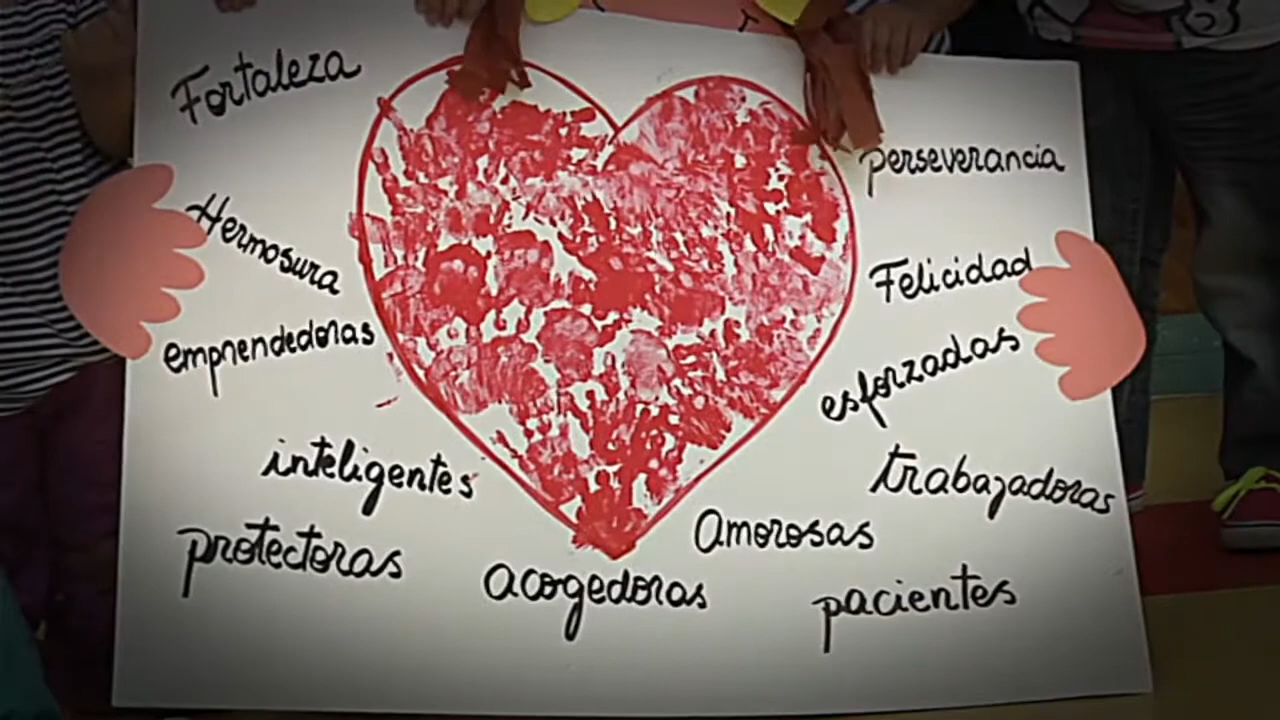 Fortaleza
Hermosura
emprendedoras
inteligentes
protectoras
acogedoras
perseverancia
Felicidad
esforzadas
trabajadoras
Amorosas
pacientes